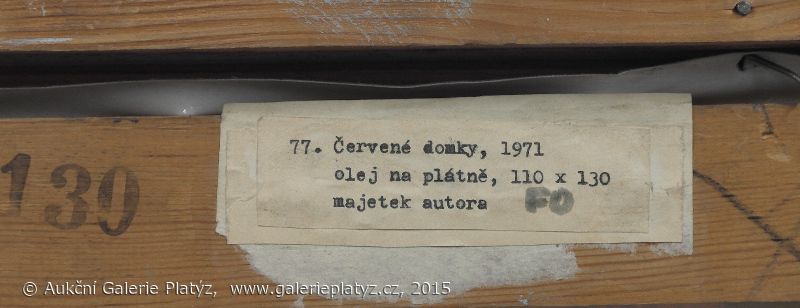 77. Červené domky, 1971
olej na plátně, 110 x 130
majetek autora FO
130
© Aukční Galerie Platýz, www.galerieplatyz.cz, 2015